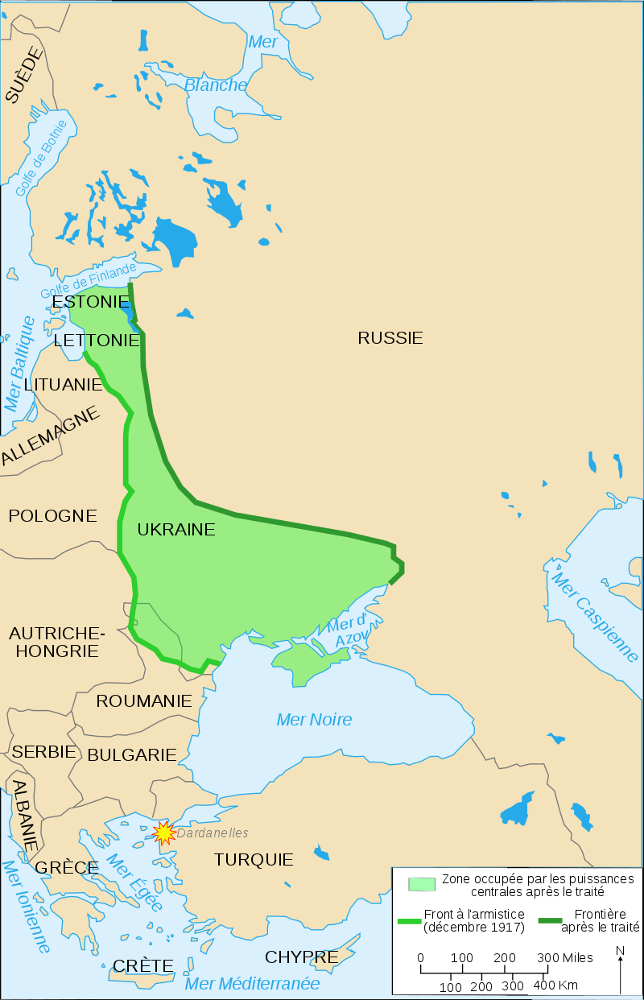 Mer
Blanche
SUÈDE
Golfe de Botnie
Golfe de Finlande
ESTONIE
LETTONIE
Mer Baltique
RUSSIE
LITUANIE
ALLEMAGNE
POLOGNE
UKRAINE
Mer Caspienne
AUTRICHE-
HONGRIE
Mer d'
Azov
ROUMANIE
Mer Noire
SERBIE
BULGARIE
ALBANIE
Dardanelles
GRÈCE
Mer Égée
TURQUIE
Mer Ionienne
CRÈTE
CHYPRE
Mer Méditerranée
Zone occupée par les puissances
centrales après le traité
Front à l'armistice
(décembre 1917)
Frontière
après le traité
0 100 200 300 Miles
100 200 300 400 Km
N